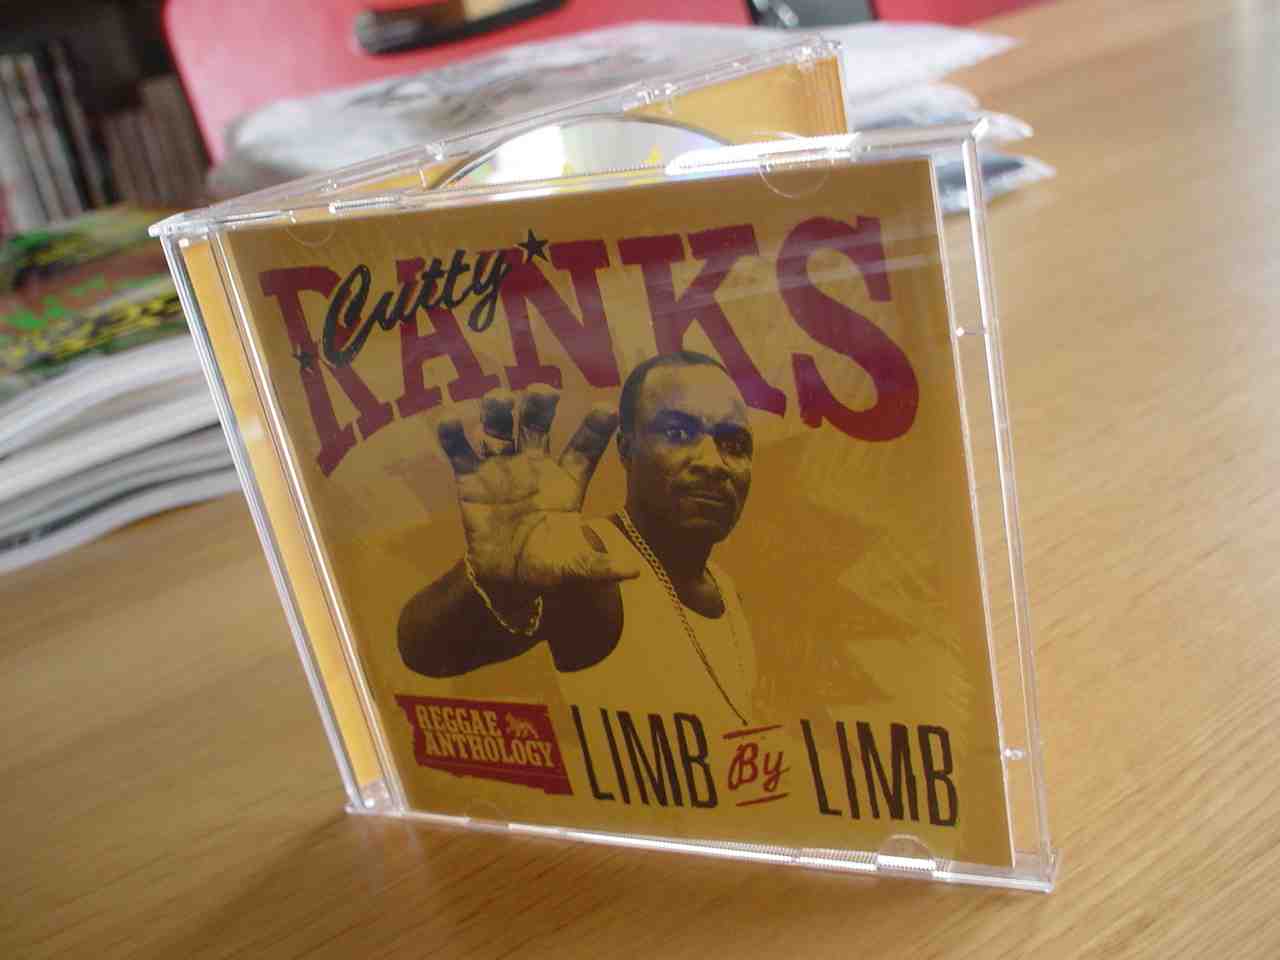 Cutty
RANKS
REGGAE
ANTHOLOGY
LIMB By LIMB